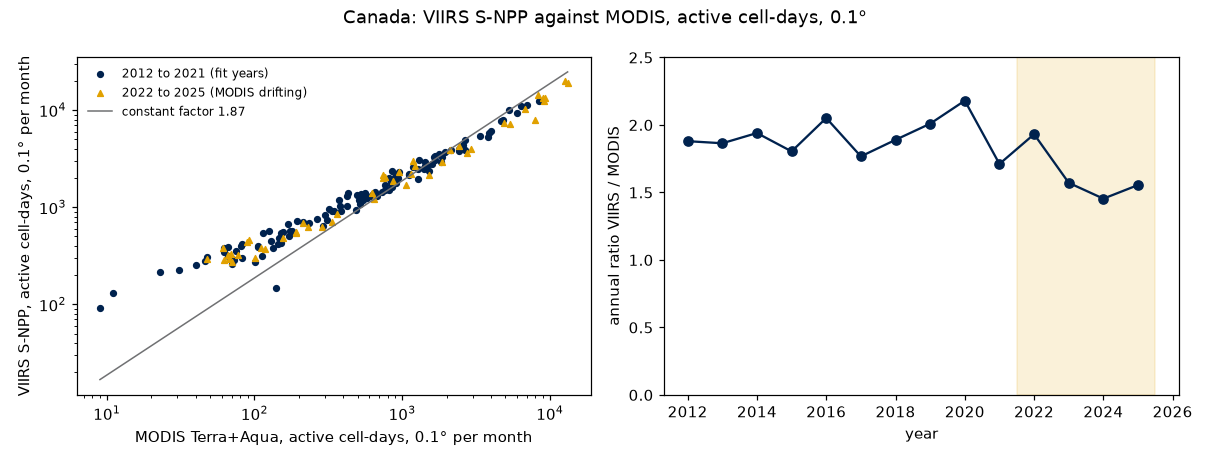 Canada: VIIRS S-NPP against MODIS, active cell-days, 0.1°
VIIRS S-NPP, active cell-days, 0.1° per month
10⁴
10³
10²
2012 to 2021 (fit years)
2022 to 2025 (MODIS drifting)
constant factor 1.87
10¹ 10² 10³ 10⁴
MODIS Terra+Aqua, active cell-days, 0.1° per month
annual ratio VIIRS / MODIS
2.5
2.0
1.5
1.0
0.5
0.0
2012 2014 2016 2018 2020 2022 2024 2026
year